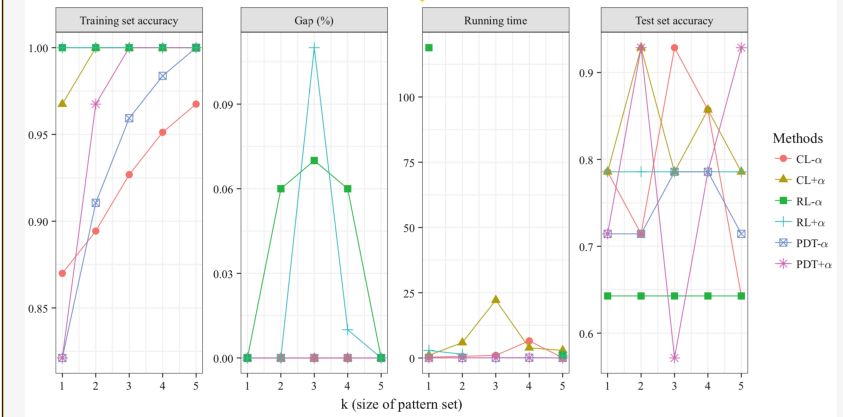 Training set accuracy
Gap (%)
Running time
Test set accuracy
1.00
0.95
0.90
0.85
0.09
0.06
0.03
0.00
100
75
50
25
0
0.9
0.8
0.7
0.6
1 2 3 4 5
1 2 3 4 5
1 2 3 4 5
1 2 3 4 5
k (size of pattern set)
Methods
CL-α
CL+α
RL-α
RL+α
PDT-α
PDT+α